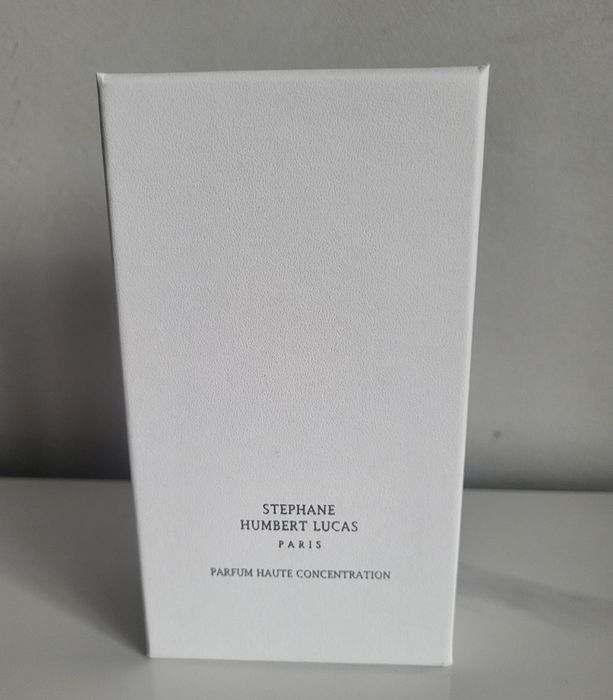 STEPHANE
HUMBERT LUCAS
PARIS
PARFUM HAUTE CONCENTRATION